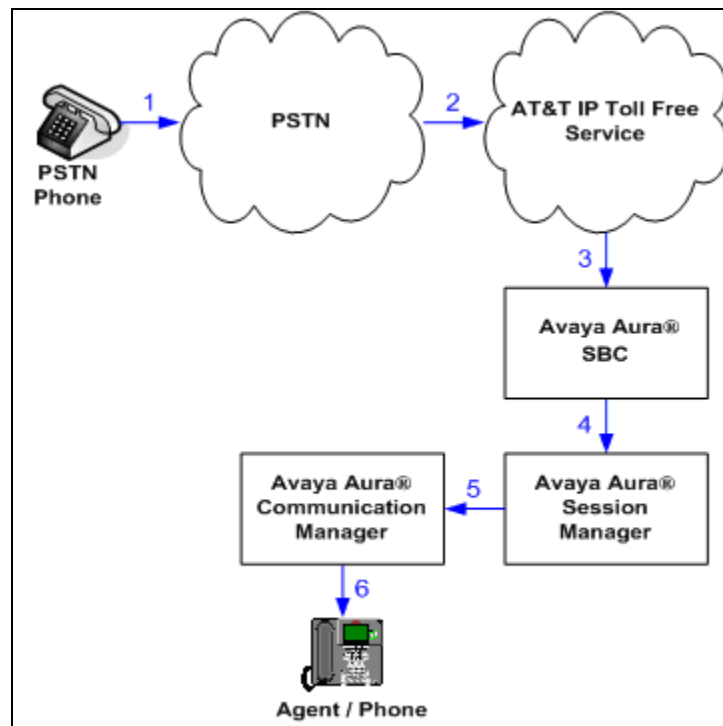 1
PSTN
Phone
PSTN
2
AT&T IP Toll Free
Service
3
Avaya Aura®
SBC
4
Avaya Aura®
Session
Manager
5
Avaya Aura®
Communication
Manager
6
Agent / Phone